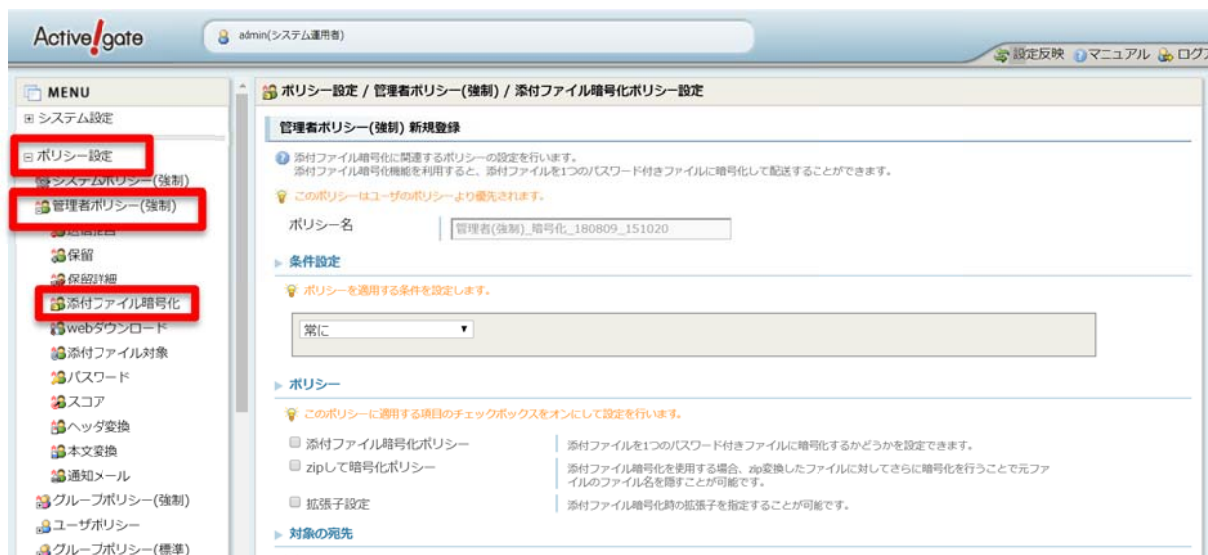 Active!gate
admin(システム運用者)
設定反映 マニュアル ログ
MENU
システム設定
ポリシー設定
システムポリシー(強制)
管理者ポリシー(強制)
保留
保留詳細
添付ファイル暗号化
webダウンロード
添付ファイル対象
パスワード
スコア
ヘッダ変換
本文変換
通知メール
グループポリシー(強制)
ユーザポリシー
グループポリシー(標準)
ポリシー設定 / 管理者ポリシー(強制) / 添付ファイル暗号化ポリシー設定
管理者ポリシー(強制) 新規登録
添付ファイル暗号化に関連するポリシーの設定を行います。
添付ファイル暗号化機能を利用すると、添付ファイルを1つのパスワード付きファイルに暗号化して配送することができます。
このポリシーはユーザのポリシーより優先されます。
ポリシー名
管理者(強制)_暗号化_180809_151020
条件設定
ポリシーを適用する条件を設定します。
常に
ポリシー
このポリシーに適用する項目のチェックボックスをオンにして設定を行います。
添付ファイル暗号化ポリシー
添付ファイルを1つのパスワード付きファイルに暗号化するかどうかを設定できます。
zipして暗号化ポリシー
添付ファイル暗号化を使用する場合、zip変換したファイルに対してさらに暗号化を行うことで元ファ
イルのファイル名を隠すことが可能です。
拡張子設定
添付ファイル暗号化時の拡張子を指定することが可能です。
対象の宛先